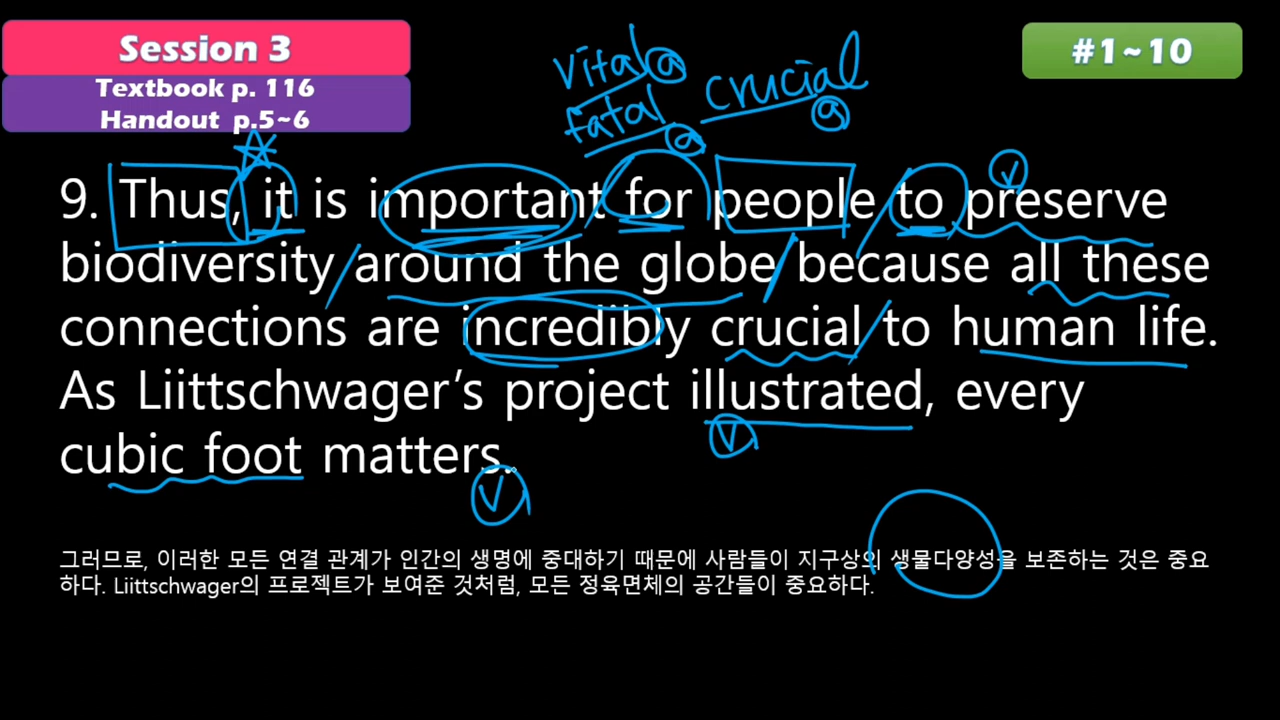 Session 3
Textbook p. 116
Handout p.5~6
#1~10
vital ⓐ
fatal ⓐ
crucial ⓐ
ⓥ
9. Thus, it is important for people to preserve
biodiversity around the globe because all these
connections are incredibly crucial to human life.
As Liittschwager's project illustrated, every
ⓥ
cubic foot matters.
ⓥ
그러므로, 이러한 모든 연결 관계가 인간의 생명에 중대하기 때문에 사람들이 지구상의 생물다양성을 보존하는 것은 중요
하다. Liittschwager의 프로젝트가 보여준 것처럼, 모든 정육면체의 공간들이 중요하다.